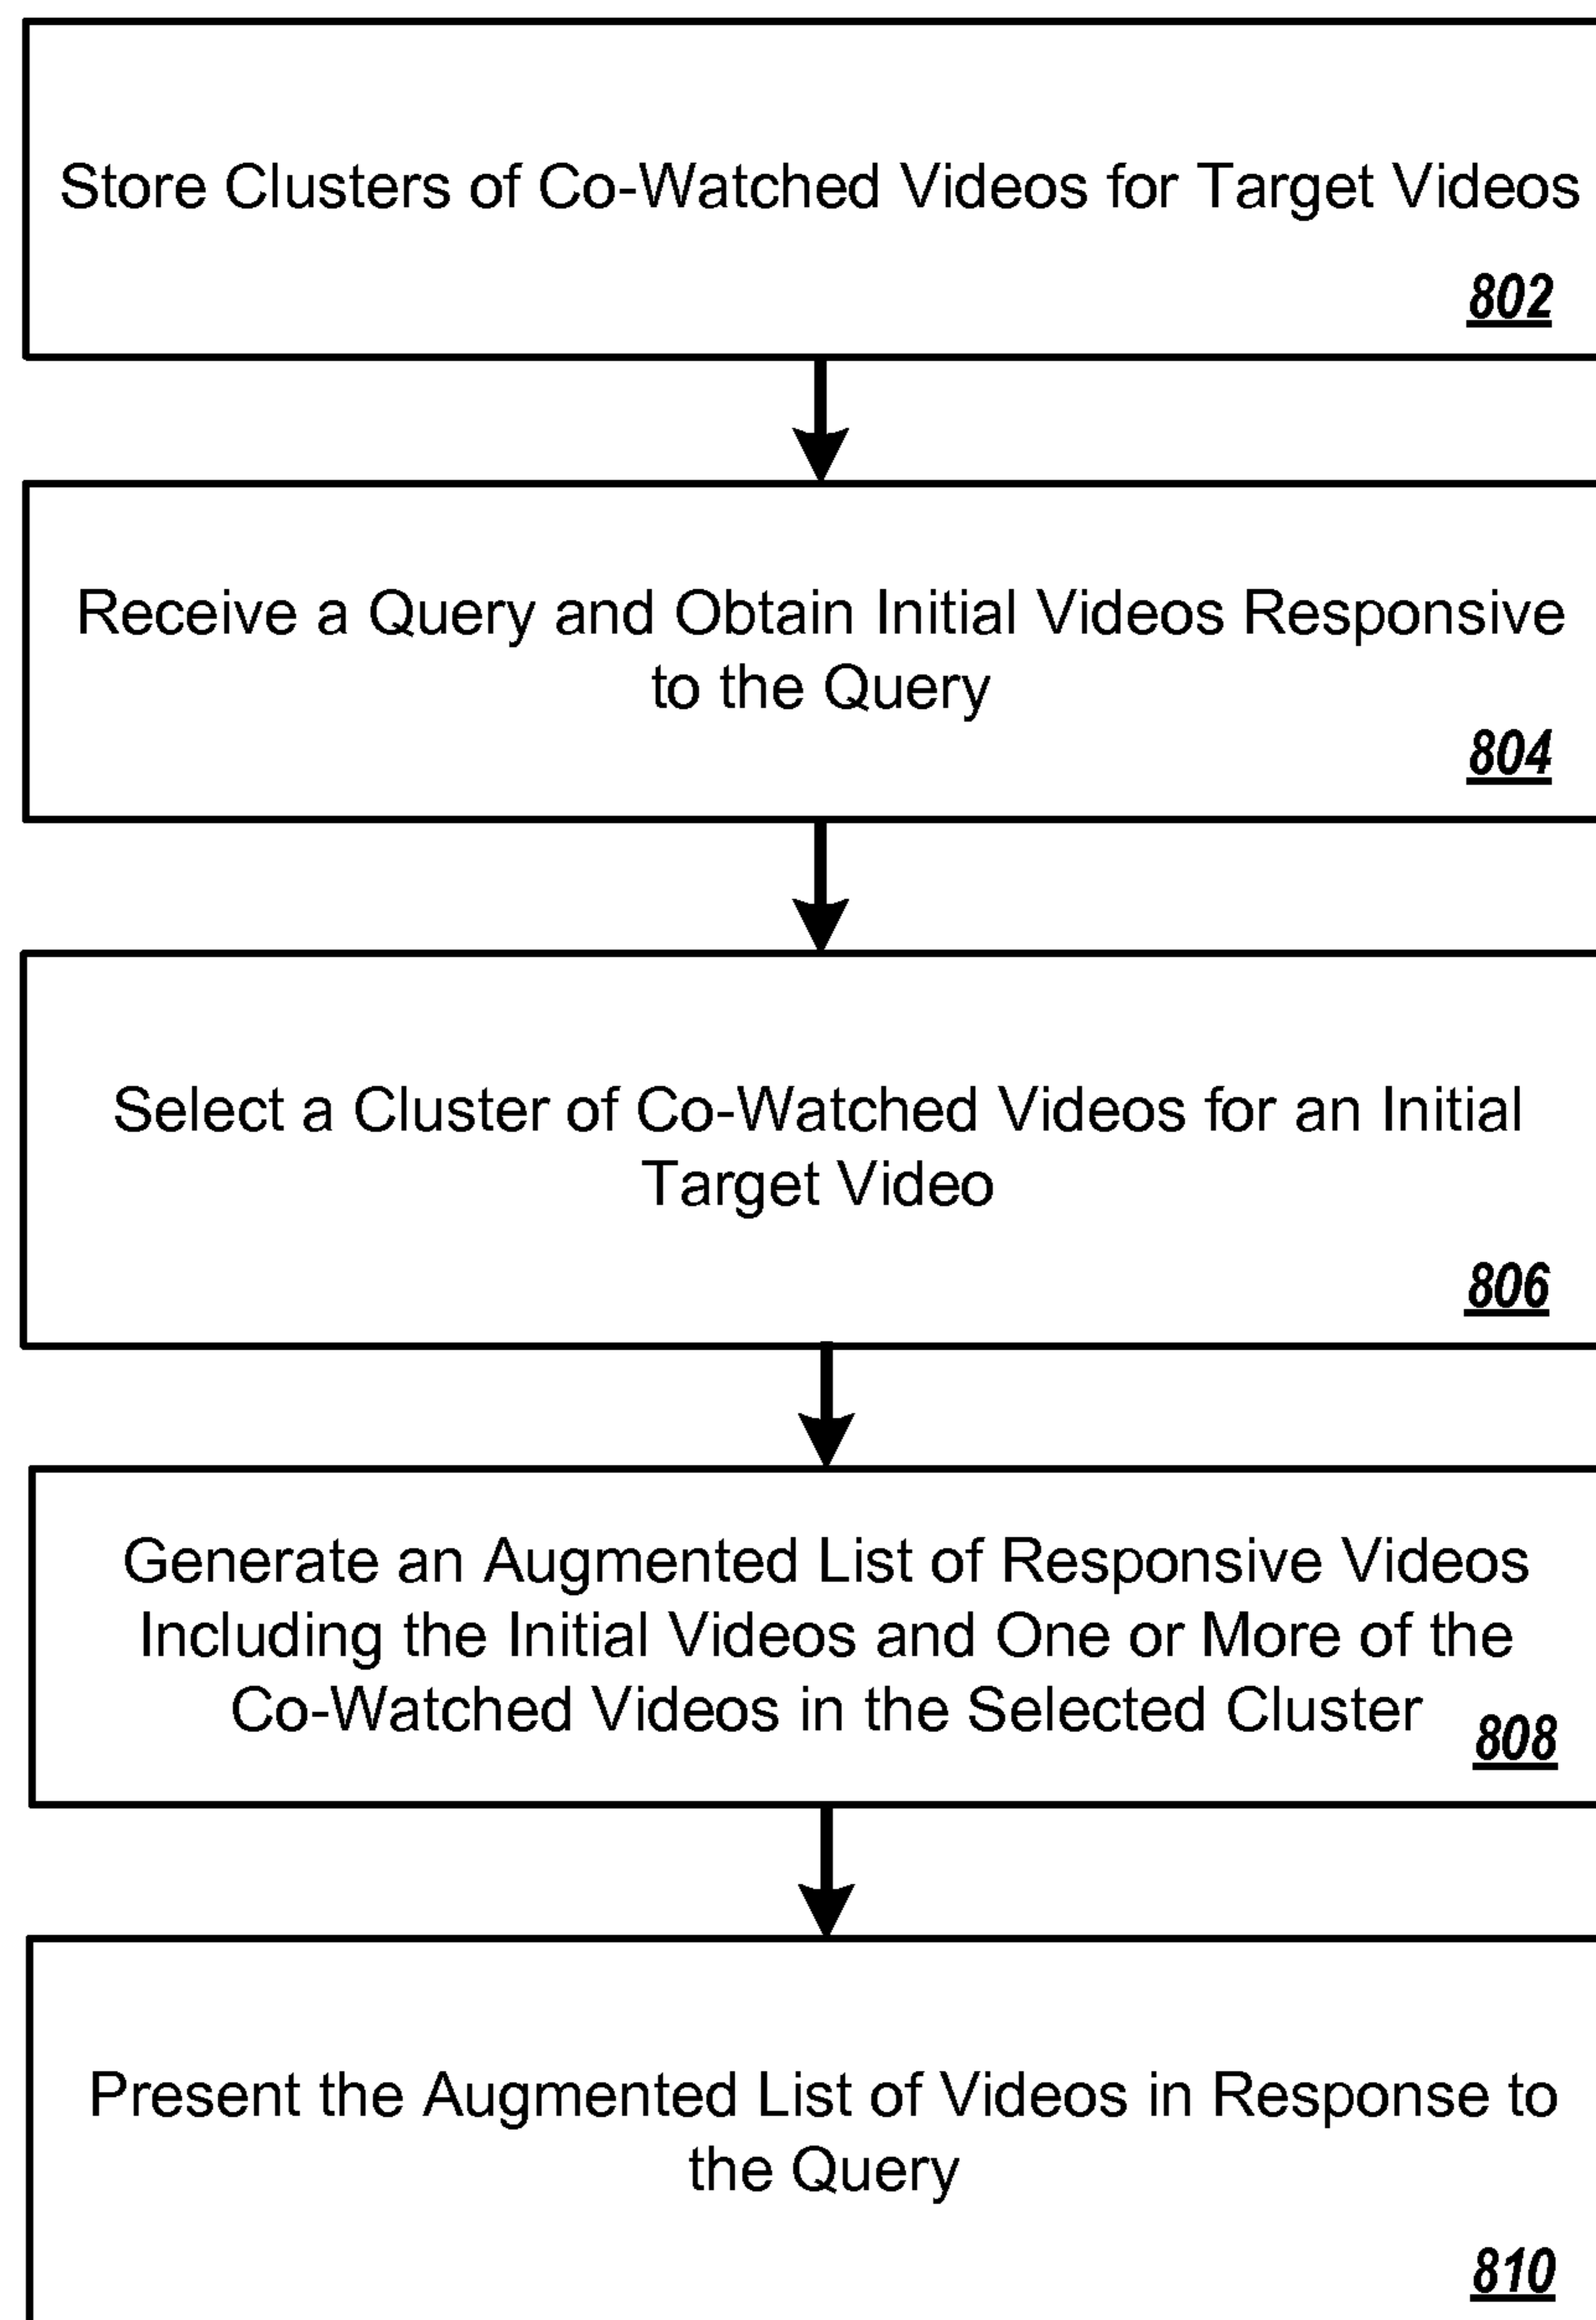 Store Clusters of Co-Watched Videos for Target Videos
802
Receive a Query and Obtain Initial Videos Responsive
to the Query
804
Select a Cluster of Co-Watched Videos for an Initial
Target Video
806
Generate an Augmented List of Responsive Videos
Including the Initial Videos and One or More of the
Co-Watched Videos in the Selected Cluster
808
Present the Augmented List of Videos in Response to
the Query
810